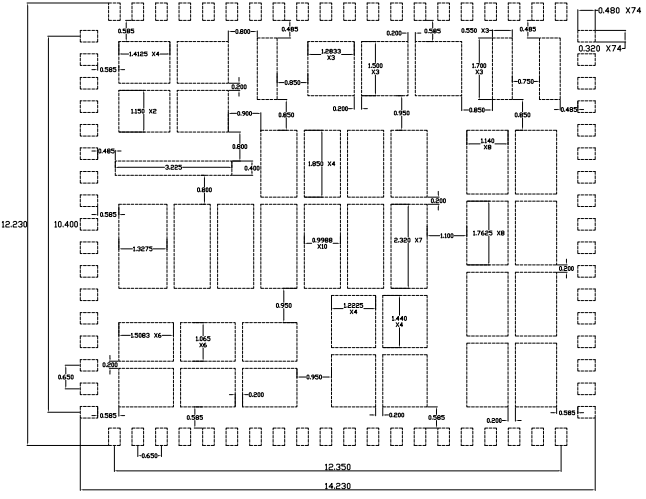 0.480 X74
0.585
0.800
0.485
0.200
0.585
0.550 X3
0.485
0.320 X74
1.4125 X4
1.2833 X3
1.500 X3
1.700 X3
0.585
0.850
0.750
0.200
1.150 X2
0.900
0.200
0.850
0.950
0.850
0.850
0.485
0.800
1.140 X8
0.485
3.225
0.400
1.850 X4
0.800
0.200
12.230
10.400
0.585
1.3275
0.9988 X10
2.320 X7
1.100
1.7625 X8
0.200
0.950
1.2225 X4
1.440 X4
1.5083 X6
1.065 X6
0.200
0.650
0.950
0.200
0.585
0.585
0.200
0.585
0.200
0.585
0.650
12.350
14.230